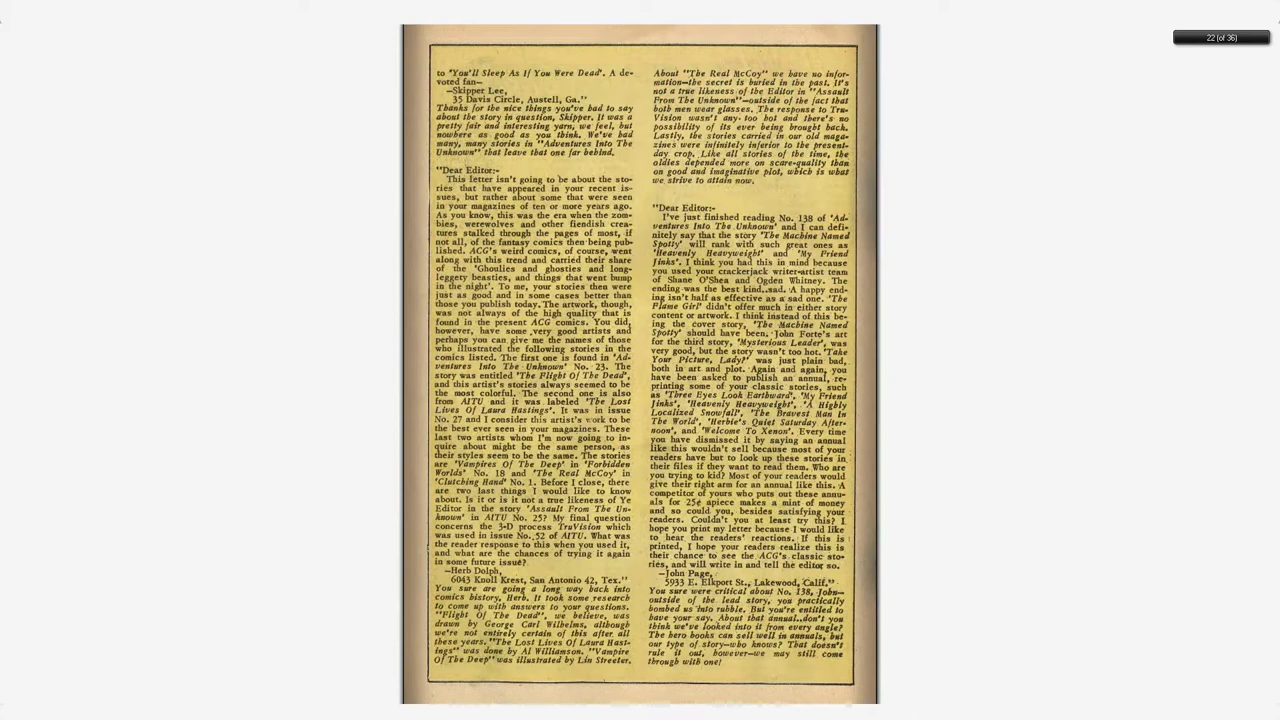 22 (of 36)
to "You'll Sleep As If You Were Dead'. A de-
voted fan—
—Skipper Lee,
35 Davis Circle, Austell, Ga."
Thanks for the nice things you've bad to say
about the story in question, Skipper. It was a
pretty fair and interesting yarn, we feel, but
nowhere as good as you think. We've bad
many, many stories in "Adventures Into The
Unknown" that leave that one far behind.
"Dear Editor:-
This letter isn't going to be about the sto-
ries that have appeared in your recent is-
sues, but rather about some that were seen
in your magazines of ten or more years ago.
As you know, this was the era when the zom-
bies, werewolves and other fiendish crea-
tures stalked through the pages of most, if
not all, of the fantasy comics then being pub-
lished. ACG's weird comics, of course, went
along with this trend and carried their share
of the 'Ghoulies and ghosties and long-
leggety beasties, and things that went bump
in the night'. To me, your stories then were
just as good and in some cases better than
those you publish today. The artwork, though,
was not always of the high quality that is
found in the present ACG comics. You did,
however, have some very good artists and
perhaps you can give me the names of those
who illustrated the following stories in the
comics listed. The first one is found in 'Ad-
ventures Into The Unknown' No. 23. The
story was entitled 'The Flight Of The Dead',
and this artist's stories always seemed to be
the most colorful. The second one is also
from AITU and it was labeled 'The Lost
Lives Of Laura Hastings'. It was in issue
No. 27 and I consider this artist's work to be
the best ever seen in your magazines. These
last two artists whom I'm now going to in-
quire about might be the same person, as
their styles seem to be the same. The stories
are 'Vampires Of The Deep' in 'Forbidden
Worlds' No. 18 and 'The Real McCoy' in
'Clutching Hand' No. 1. Before I close, there
are two last things I would like to know
about. Is it or is it not a true likeness of Ye
Editor in the story 'Assault From The Un-
known' in AITU No. 25? My final question
concerns the 3-D process TruVision which
was used in issue No. 52 of AITU. What was
the reader response to this when you used it,
and what are the chances of trying it again
in some future issue?
—Herb Dolph,
6043 Knoll Krest, San Antonio 42, Tex."
You sure are going a long way back into
comics history, Herb. It took some research
to come up with answers to your questions.
"Flight Of The Dead", we believe, was
drawn by George Carl Wilhelms, although
we're not entirely certain of this after all
these years. "The Lost Lives Of Laura Hast-
ings" was done by Al Williamson. "Vampire
Of The Deep" was illustrated by Lin Streeter.
About "The Real McCoy" we have no infor-
mation—the secret is buried in the past. It's
not a true likeness of the Editor in "Assault
From The Unknown"—outside of the fact that
both men wear glasses. The response to Tru-
Vision wasn't any too hot and there's no
possibility of its ever being brought back.
Lastly, the stories carried in our old maga-
zines were infinitely inferior to the present-
day crop. Like all stories of the time, the
oldies depended more on scare-quality than
on good and imaginative plot, which is what
we strive to attain now.
"Dear Editor:-
I've just finished reading No. 138 of 'Ad-
ventures Into The Unknown' and I can defi-
nitely say that the story 'The Machine Named
Spotty' will rank with such great ones as
'Heavenly Heavyweight' and 'My Friend
Jinks'. I think you had this in mind because
you used your crackerjack writer-artist team
of Shane O'Shea and Ogden Whitney. The
ending was the best kind..sad. A happy end-
ing isn't half as effective as a sad one. 'The
Flame Girl' didn't offer much in either story
content or artwork. I think instead of this be-
ing the cover story, 'The Machine Named
Spotty' should have been. John Forte's art
for the third story, 'Mysterious Leader', was
very good, but the story wasn't too hot. 'Take
Your Picture, Lady?' was just plain bad,
both in art and plot. Again and again, you
have been asked to publish an annual, re-
printing some of your classic stories, such
as 'Three Eyes Look Earthward', 'My Friend
Jinks', 'Heavenly Heavyweight', 'A Highly
Localized Snowfall', 'The Bravest Man In
The World', 'Herbie's Quiet Saturday After-
noon', and 'Welcome To Xenon'. Every time
you have dismissed it by saying an annual
like this wouldn't sell because most of your
readers have but to look up these stories in
their files if they want to read them. Who are
you trying to kid? Most of your readers would
give their right arm for an annual like this. A
competitor of yours who puts out these annu-
als for 25¢ apiece makes a mint of money
and so could you, besides satisfying your
readers. Couldn't you at least try this? I
hope you print my letter because I would like
to hear the readers' reactions. If this is
printed, I hope your readers realize this is
their chance to see the ACG's classic sto-
ries, and will write in and tell the editor so.
—John Page,
5933 E. Elkport St., Lakewood, Calif."
You sure were critical about No. 138, John—
outside of the lead story, you practically
bombed us into rubble. But you're entitled to
have your say. About that annual..don't you
think we've looked into it from every angle?
The hero books can sell well in annuals, but
our type of story—who knows? That doesn't
rule it out, however—we may still come
through with one!